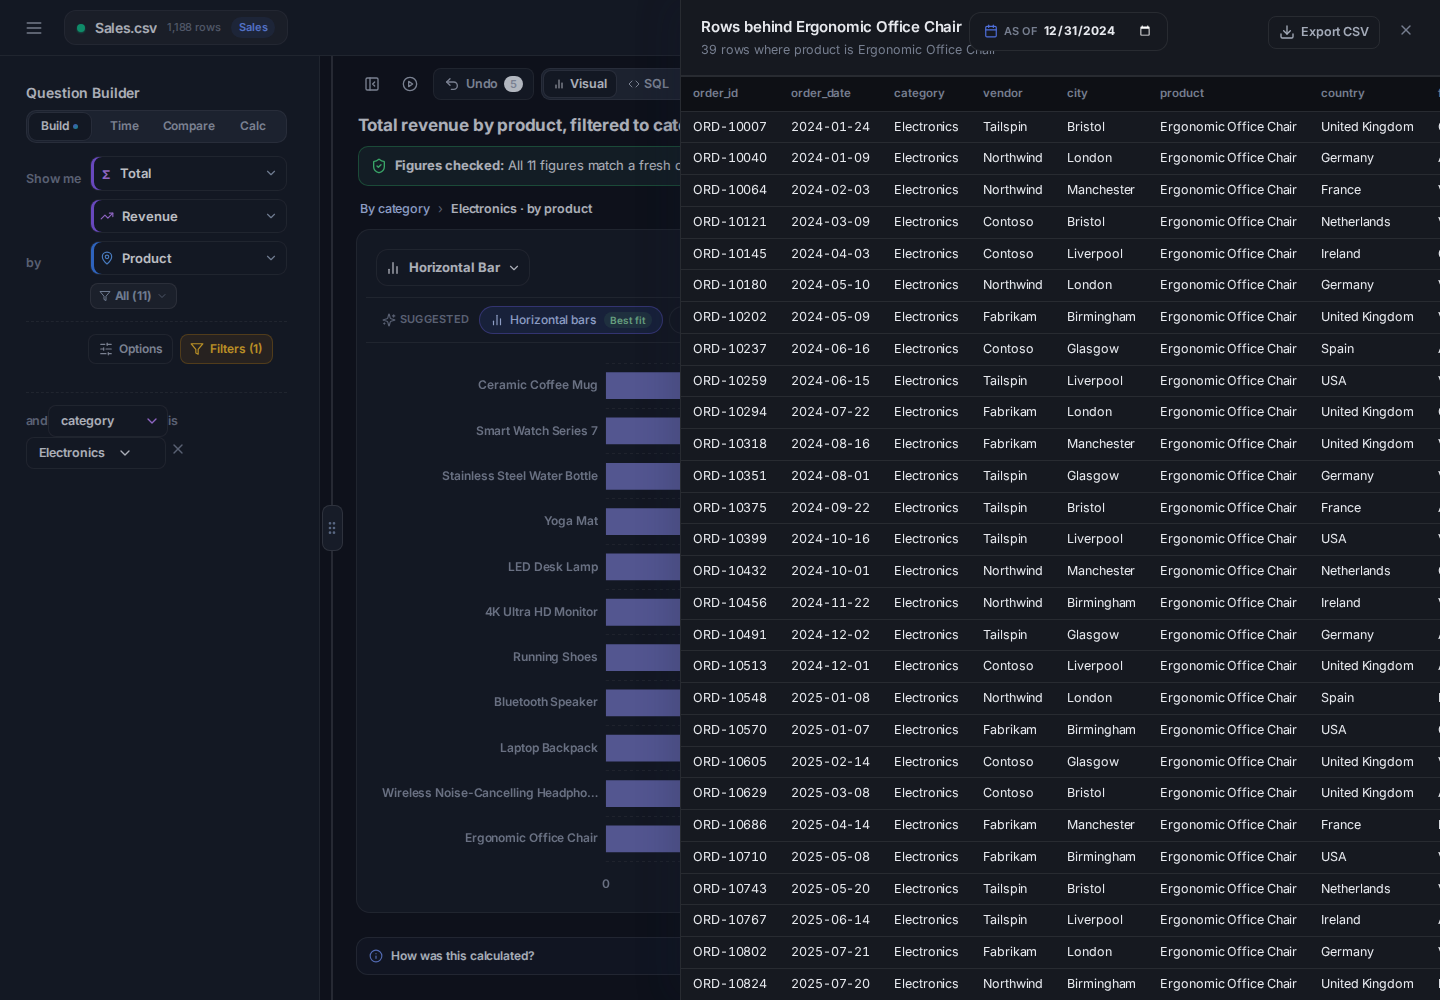 Sales.csv 1,188 rows Sales
Question Builder
Build Time Compare Calc
Show me Total
Revenue
by Product
All (11)
Options Filters (1)
and category is
Electronics
Undo 5 Visual SQL
Total revenue by product, filtered to cat
Figures checked: All 11 figures match a fresh
By category › Electronics · by product
Horizontal Bar
SUGGESTED Horizontal bars Best fit
Ceramic Coffee Mug
Smart Watch Series 7
Stainless Steel Water Bottle
Yoga Mat
LED Desk Lamp
4K Ultra HD Monitor
Running Shoes
Bluetooth Speaker
Laptop Backpack
Wireless Noise-Cancelling Headpho...
Ergonomic Office Chair
0
How was this calculated?
Rows behind Ergonomic Office Chair AS OF 12/31/2024 Export CSV
39 rows where product is Ergonomic Office Chair
order_id order_date category vendor city product country
ORD-10007 2024-01-24 Electronics Tailspin Bristol Ergonomic Office Chair United Kingdom
ORD-10040 2024-01-09 Electronics Northwind London Ergonomic Office Chair Germany
ORD-10064 2024-02-03 Electronics Northwind Manchester Ergonomic Office Chair France
ORD-10121 2024-03-09 Electronics Contoso Bristol Ergonomic Office Chair Netherlands
ORD-10145 2024-04-03 Electronics Contoso Liverpool Ergonomic Office Chair Ireland
ORD-10180 2024-05-10 Electronics Northwind London Ergonomic Office Chair Germany
ORD-10202 2024-05-09 Electronics Fabrikam Birmingham Ergonomic Office Chair United Kingdom
ORD-10237 2024-06-16 Electronics Contoso Glasgow Ergonomic Office Chair Spain
ORD-10259 2024-06-15 Electronics Tailspin Liverpool Ergonomic Office Chair USA
ORD-10294 2024-07-22 Electronics Fabrikam London Ergonomic Office Chair United Kingdom
ORD-10318 2024-08-16 Electronics Fabrikam Manchester Ergonomic Office Chair United Kingdom
ORD-10351 2024-08-01 Electronics Tailspin Glasgow Ergonomic Office Chair Germany
ORD-10375 2024-09-22 Electronics Tailspin Bristol Ergonomic Office Chair France
ORD-10399 2024-10-16 Electronics Tailspin Liverpool Ergonomic Office Chair USA
ORD-10432 2024-10-01 Electronics Northwind Manchester Ergonomic Office Chair Netherlands
ORD-10456 2024-11-22 Electronics Northwind Birmingham Ergonomic Office Chair Ireland
ORD-10491 2024-12-02 Electronics Tailspin Glasgow Ergonomic Office Chair Germany
ORD-10513 2024-12-01 Electronics Contoso Liverpool Ergonomic Office Chair United Kingdom
ORD-10548 2025-01-08 Electronics Northwind London Ergonomic Office Chair Spain
ORD-10570 2025-01-07 Electronics Fabrikam Birmingham Ergonomic Office Chair USA
ORD-10605 2025-02-14 Electronics Contoso Glasgow Ergonomic Office Chair United Kingdom
ORD-10629 2025-03-08 Electronics Contoso Bristol Ergonomic Office Chair United Kingdom
ORD-10686 2025-04-14 Electronics Fabrikam Manchester Ergonomic Office Chair France
ORD-10710 2025-05-08 Electronics Fabrikam Birmingham Ergonomic Office Chair USA
ORD-10743 2025-05-20 Electronics Tailspin Bristol Ergonomic Office Chair Netherlands
ORD-10767 2025-06-14 Electronics Tailspin Liverpool Ergonomic Office Chair Ireland
ORD-10802 2025-07-21 Electronics Fabrikam London Ergonomic Office Chair Germany
ORD-10824 2025-07-20 Electronics Northwind Birmingham Ergonomic Office Chair United Kingdom